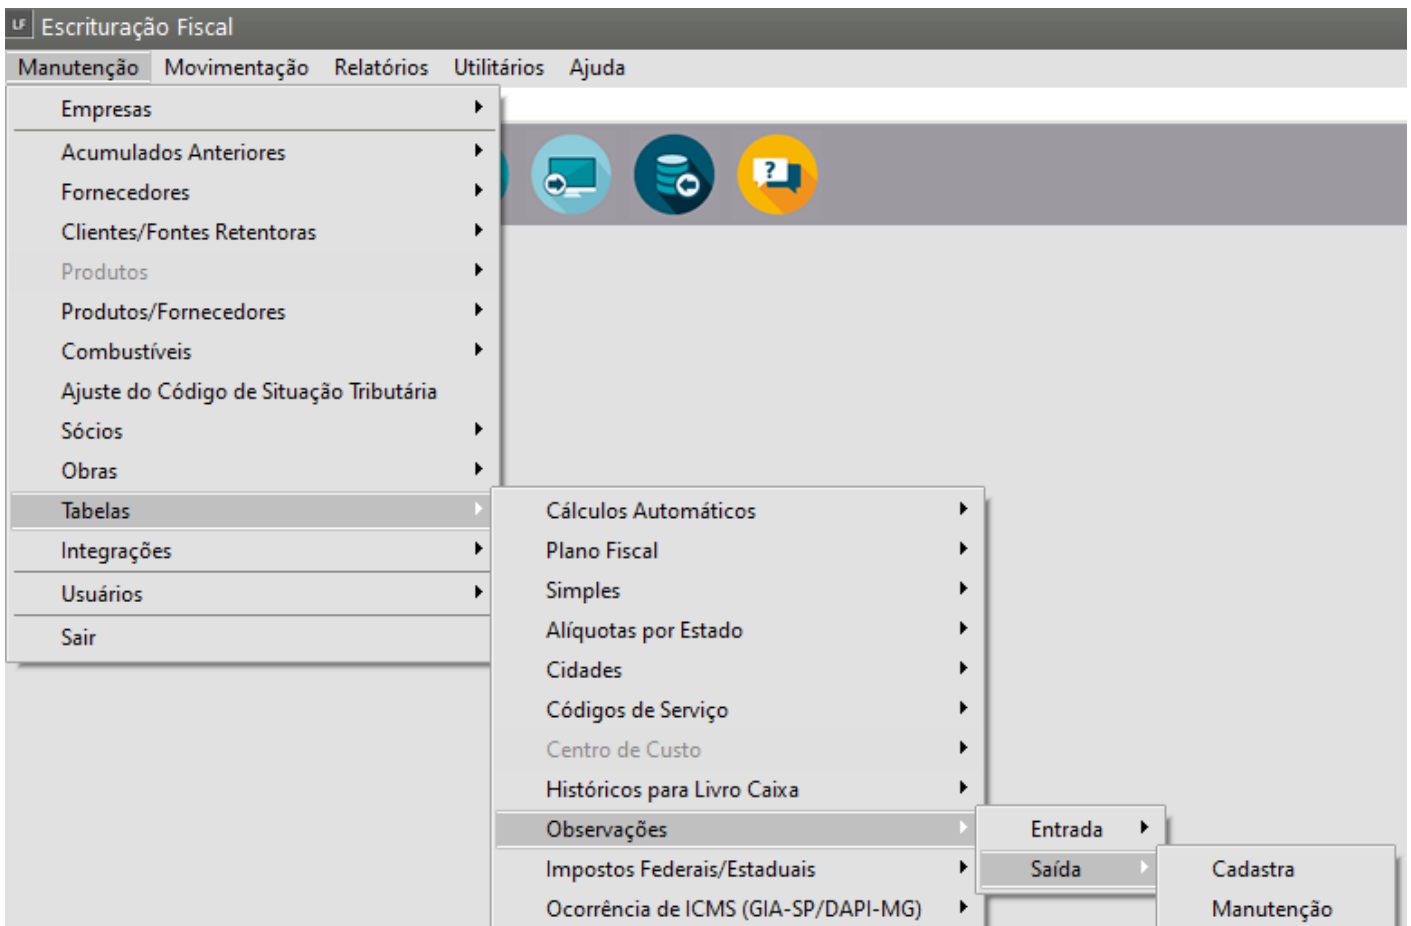 LF Escrituração Fiscal
Manutenção Movimentação Relatórios Utilitários Ajuda
Empresas
Acumulados Anteriores
Fornecedores
Clientes/Fontes Retentoras
Produtos
Produtos/Fornecedores
Combustíveis
Ajuste do Código de Situação Tributária
Sócios
Obras
Tabelas
Integrações
Usuários
Sair
Cálculos Automáticos
Plano Fiscal
Simples
Alíquotas por Estado
Cidades
Códigos de Serviço
Centro de Custo
Históricos para Livro Caixa
Observações
Impostos Federais/Estaduais
Ocorrência de ICMS (GIA-SP/DAPI-MG)
Entrada
Saída
Cadastra
Manutenção
?